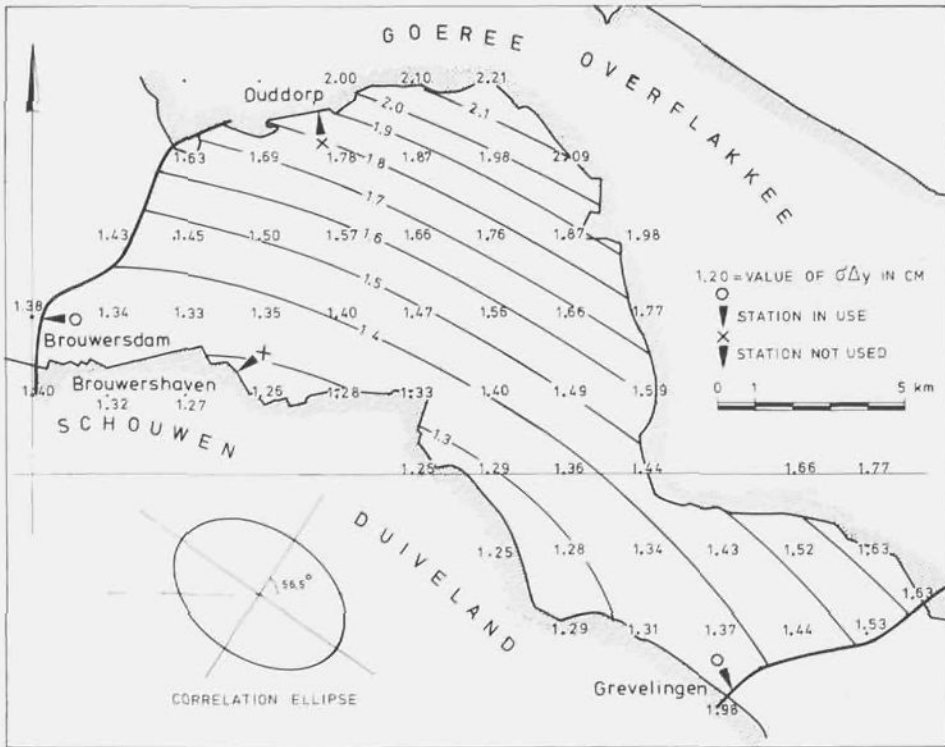 GOEREE
OVERFLAKKEE
2.00 2.10 2.21
Ouddorp
2.0 2.1
1.9
1.63 1.69 1.78 1.87 1.98 2.09
1.8
1.7
1.43 1.45 1.50 1.57 1.66 1.76 1.87 1.98
1.6
1.5
1.20 = VALUE OF σΔy IN CM
STATION IN USE
STATION NOT USED
0 1 5 km
1.38 1.34 1.33 1.35 1.40 1.47 1.56 1.66 1.77
1.4
Brouwersdam
Brouwershaven
1.40 1.32 1.27 1.26 1.28 1.33 1.40 1.49 1.59
SCHOUWEN
1.3
1.25 1.29 1.36 1.44 1.66 1.77
DUIVELAND
1.25 1.28 1.34 1.43 1.52 1.63
56,5°
1.63
1.29 1.31 1.37 1.44 1.53
Grevelingen
1.98
CORRELATION ELLIPSE